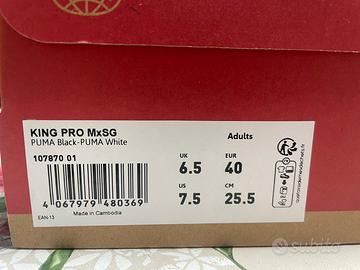 KING PRO MxSG
PUMA Black-PUMA White
Adults
107870 01
UK
6.5
EUR
40
US
7.5
CM
25.5
4 067979 480369
EAN-13
Made in Cambodia
subito